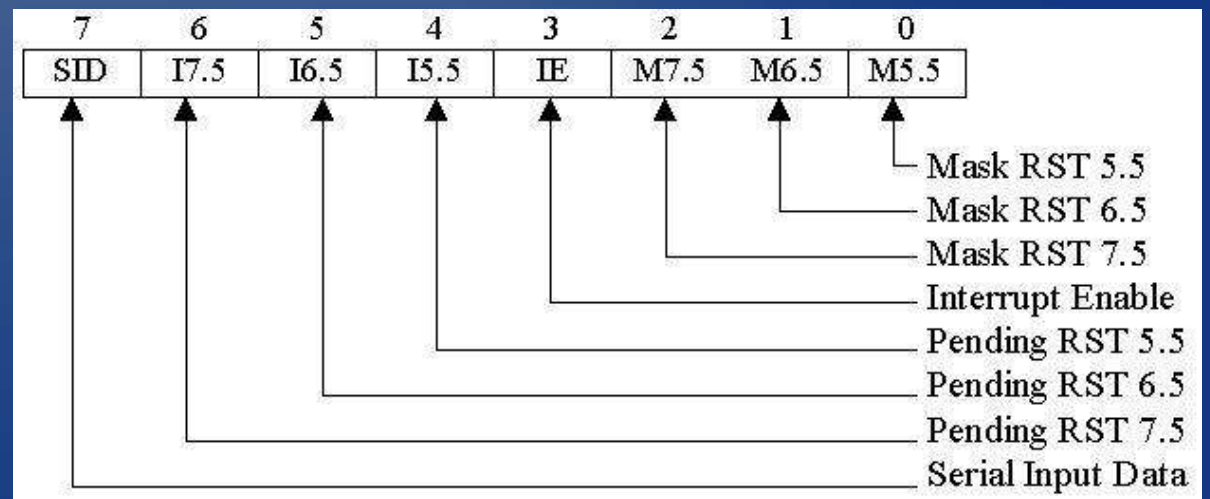 7 6 5 4 3 2 1 0
SID I7.5 I6.5 I5.5 IE M7.5 M6.5 M5.5
Mask RST 5.5
Mask RST 6.5
Mask RST 7.5
Interrupt Enable
Pending RST 5.5
Pending RST 6.5
Pending RST 7.5
Serial Input Data